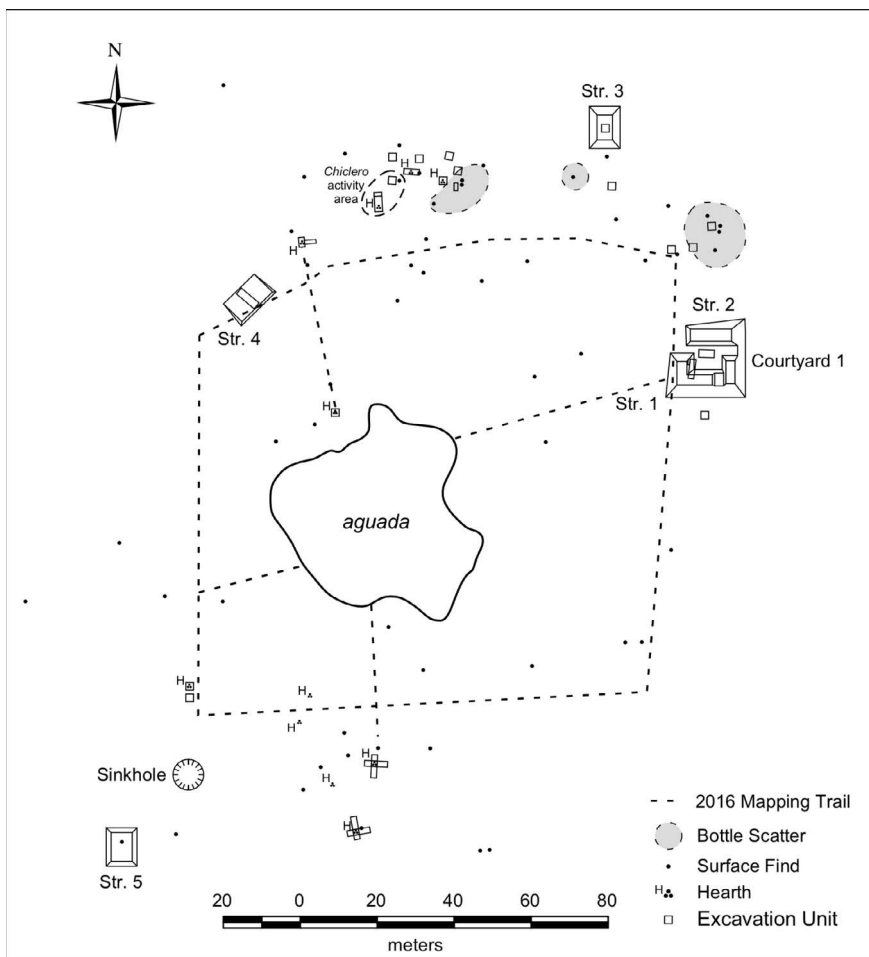 N
Str. 3
H
Chiclero
activity
area
H
H
H
Str. 4
Str. 2
Courtyard 1
Str. 1
H
aguada
H
H
H
H
H
Sinkhole
H
Str. 5
2016 Mapping Trail
Bottle Scatter
Surface Find
H Hearth
Excavation Unit
20 0 20 40 60 80
meters